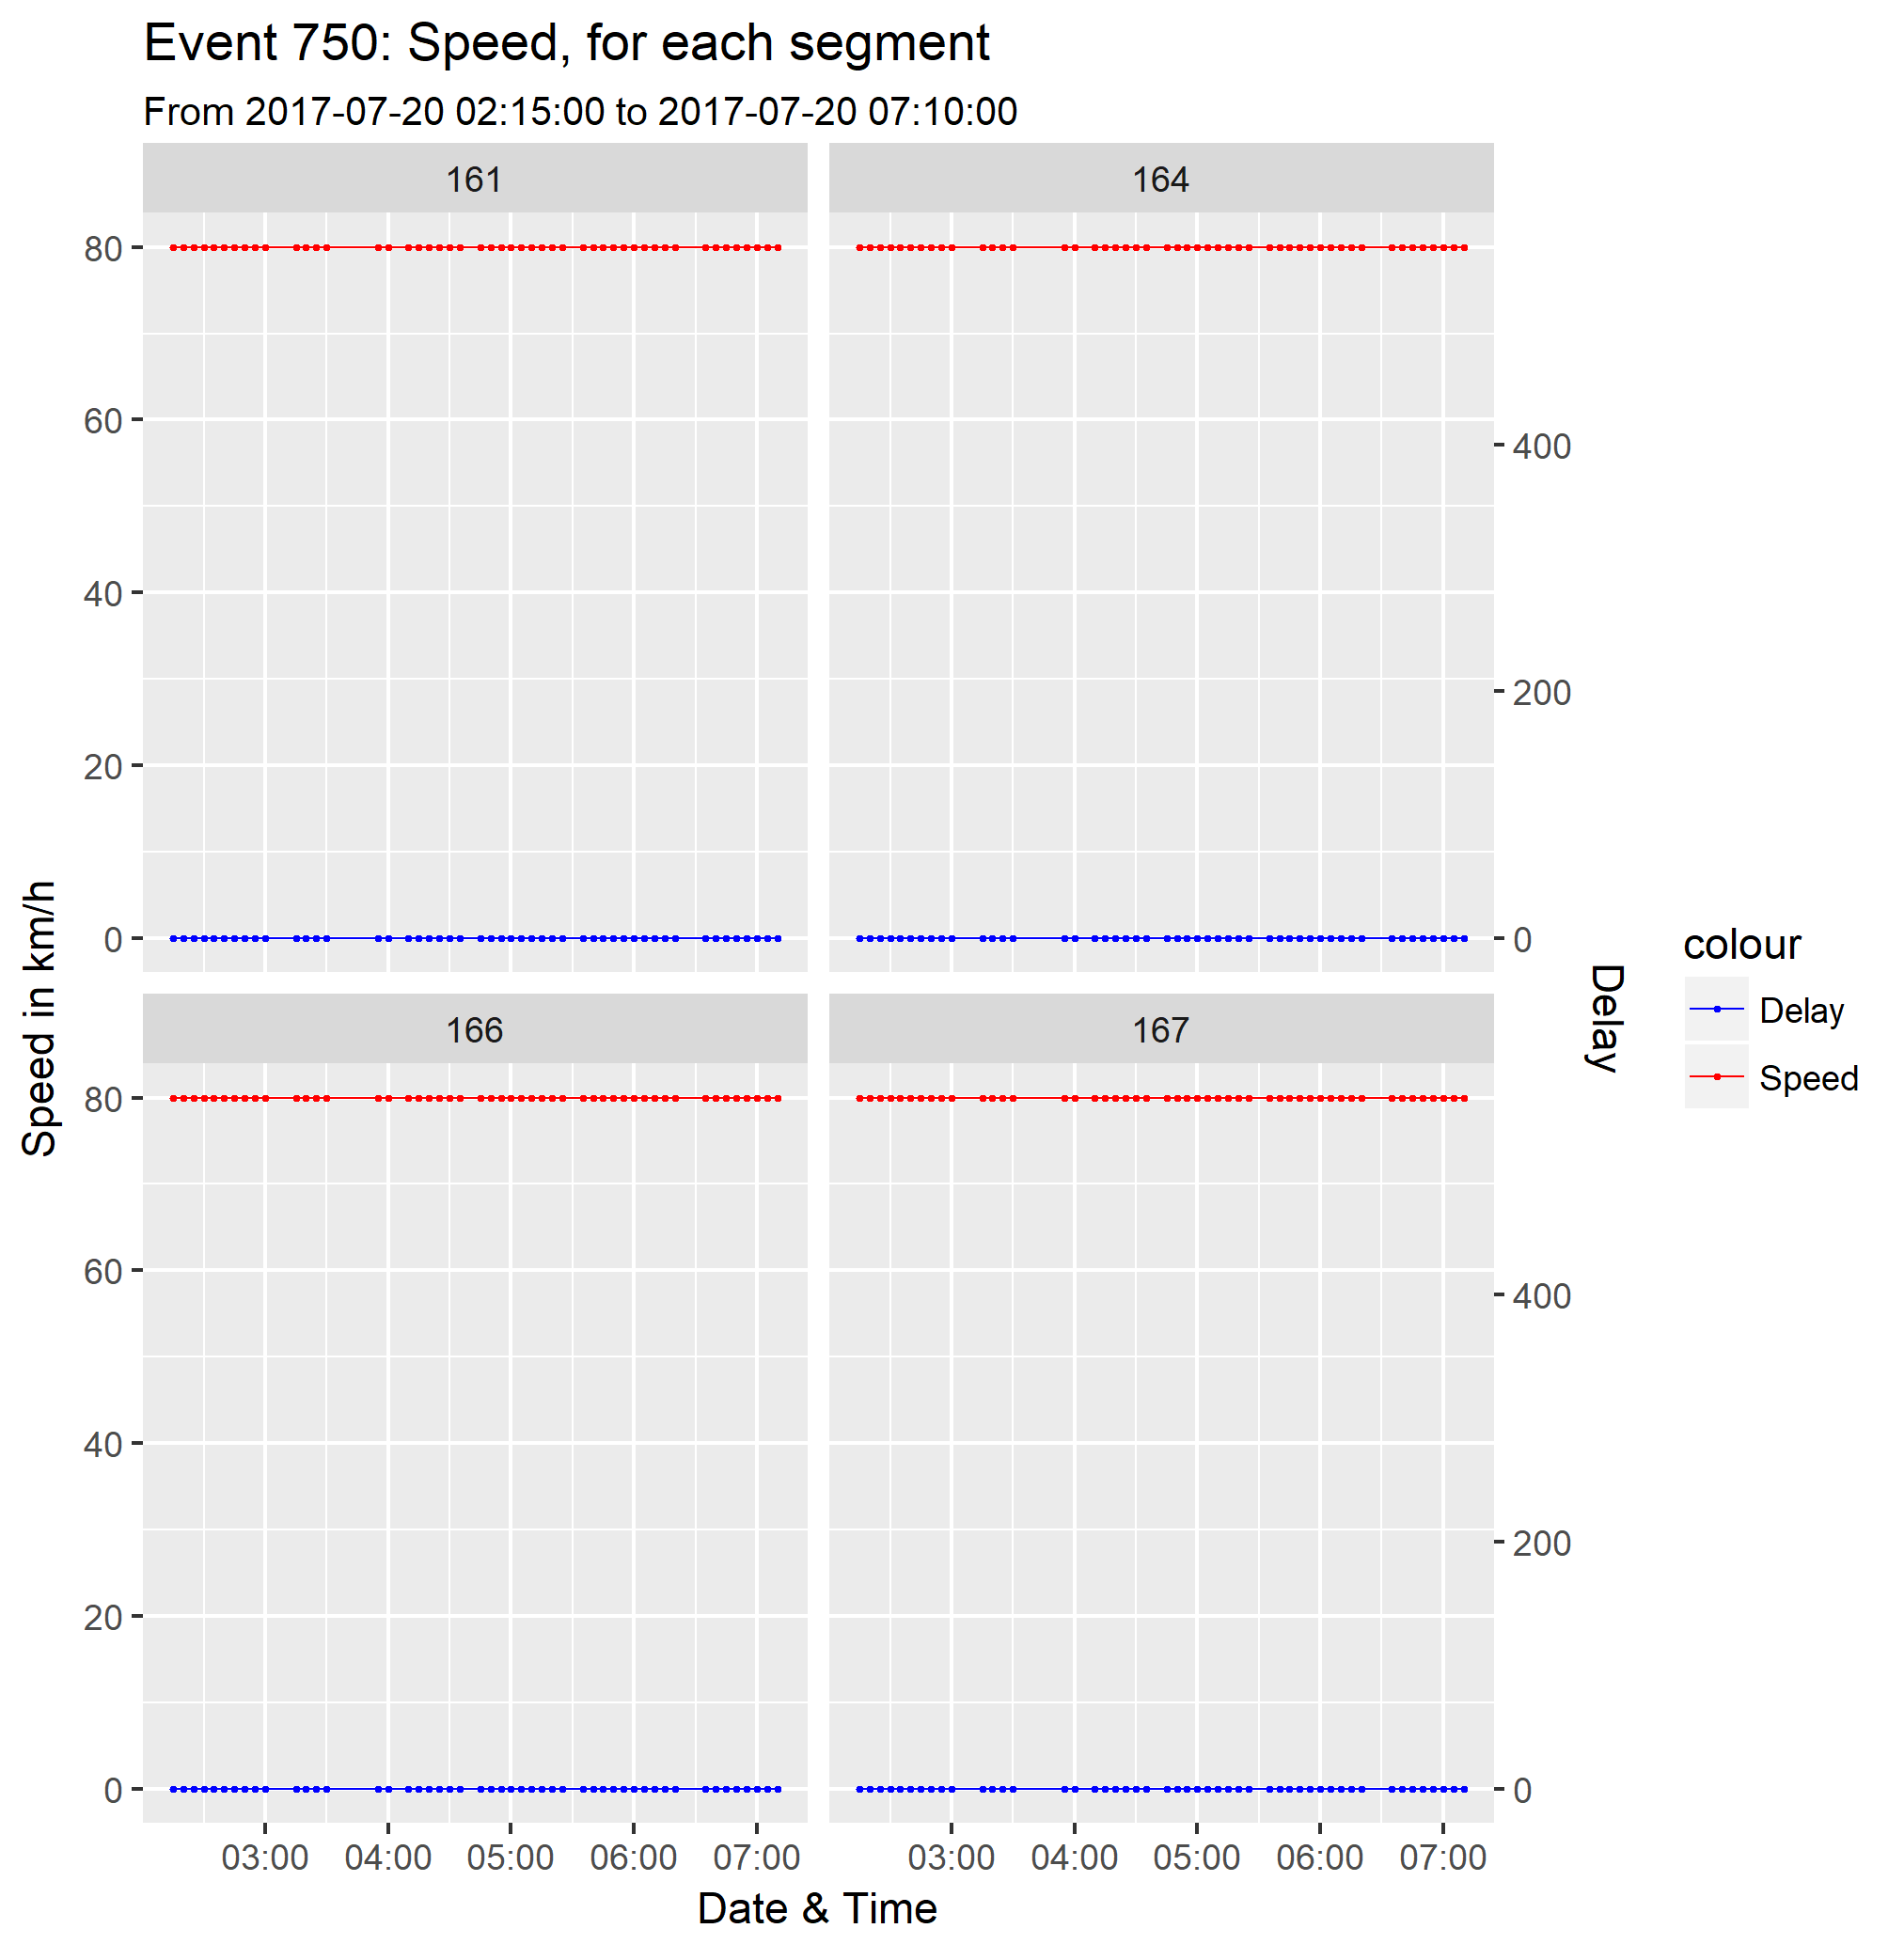 Event 750: Speed, for each segment
From 2017-07-20 02:15:00 to 2017-07-20 07:10:00
161
164
80
60
40
20
0
400
200
0
166
167
80
60
40
20
0
400
200
0
03:00 04:00 05:00 06:00 07:00
03:00 04:00 05:00 06:00 07:00
Date & Time
Speed in km/h
Delay
colour
Delay
Speed